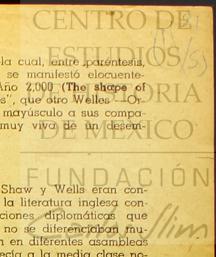 CENTRO DE
ESTUDIOS
la cual, entre paréntesis,
se manifestó elocuente-
Año 2,000 (The shape of
HISTORIA
s", que otro Welles - Or-
mayúsculo a sus compa-
DE MÉXICO
muy viva de un desem-
FUNDACIÓN
Shaw y Wells eran con-
la literatura inglesa con-
ciones diplomáticas que
no se diferenciaban mu-
n en diferentes asambleas
ecía a la media clase no-